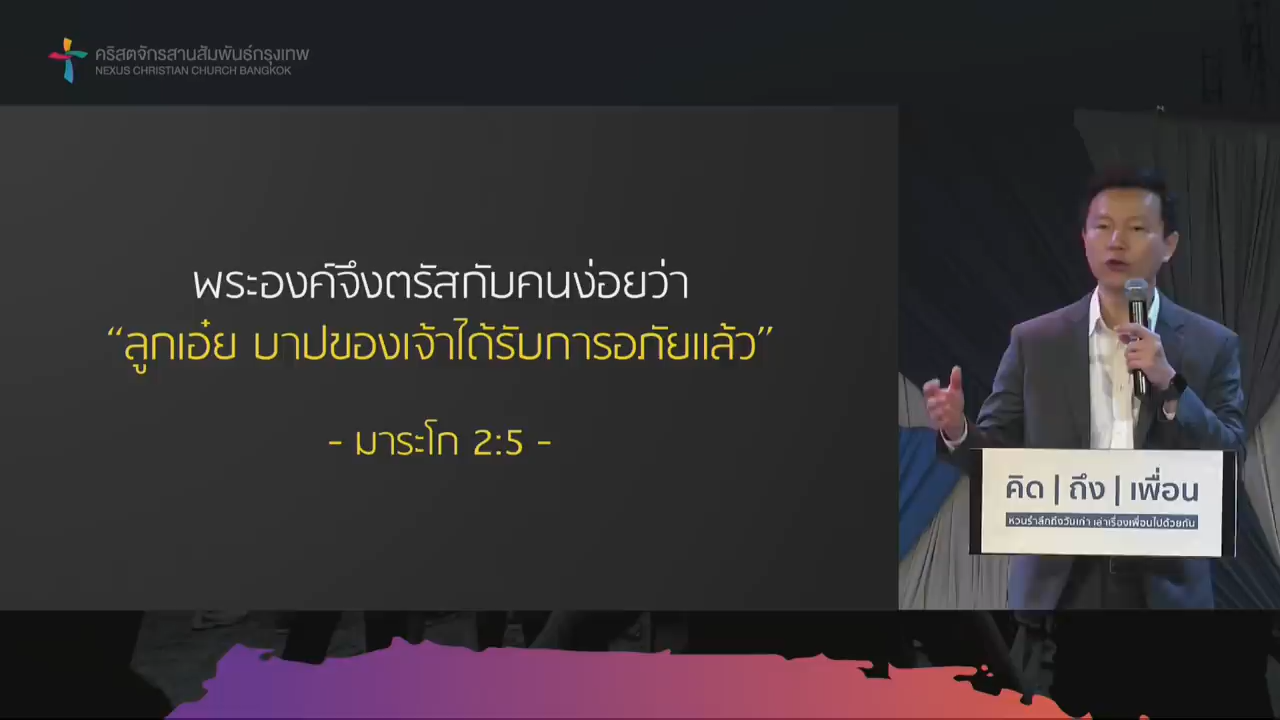 คริสตจักรสานสัมพันธ์กรุงเทพ
NEXUS CHRISTIAN CHURCH BANGKOK
พระองค์จึงตรัสกับคนง่อยว่า
“ลูกเอ๋ย บาปของเจ้าได้รับการอภัยแล้ว”
- มาระโก 2:5 -
คิด | ถึง | เพื่อน
หวนรำลึกถึงวันเก่า เล่าเรื่องเพื่อนไปด้วยกัน